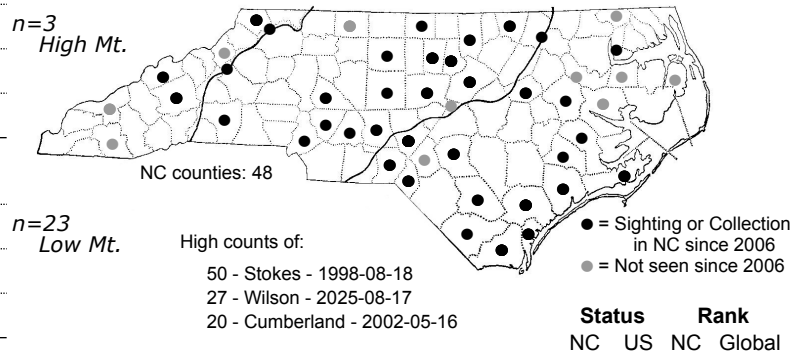 n=3
High Mt.
NC counties: 48
n=23
Low Mt.
High counts of:
50 - Stokes - 1998-08-18
27 - Wilson - 2025-08-17
20 - Cumberland - 2002-05-16
= Sighting or Collection
in NC since 2006
= Not seen since 2006
Status Rank
NC US NC Global